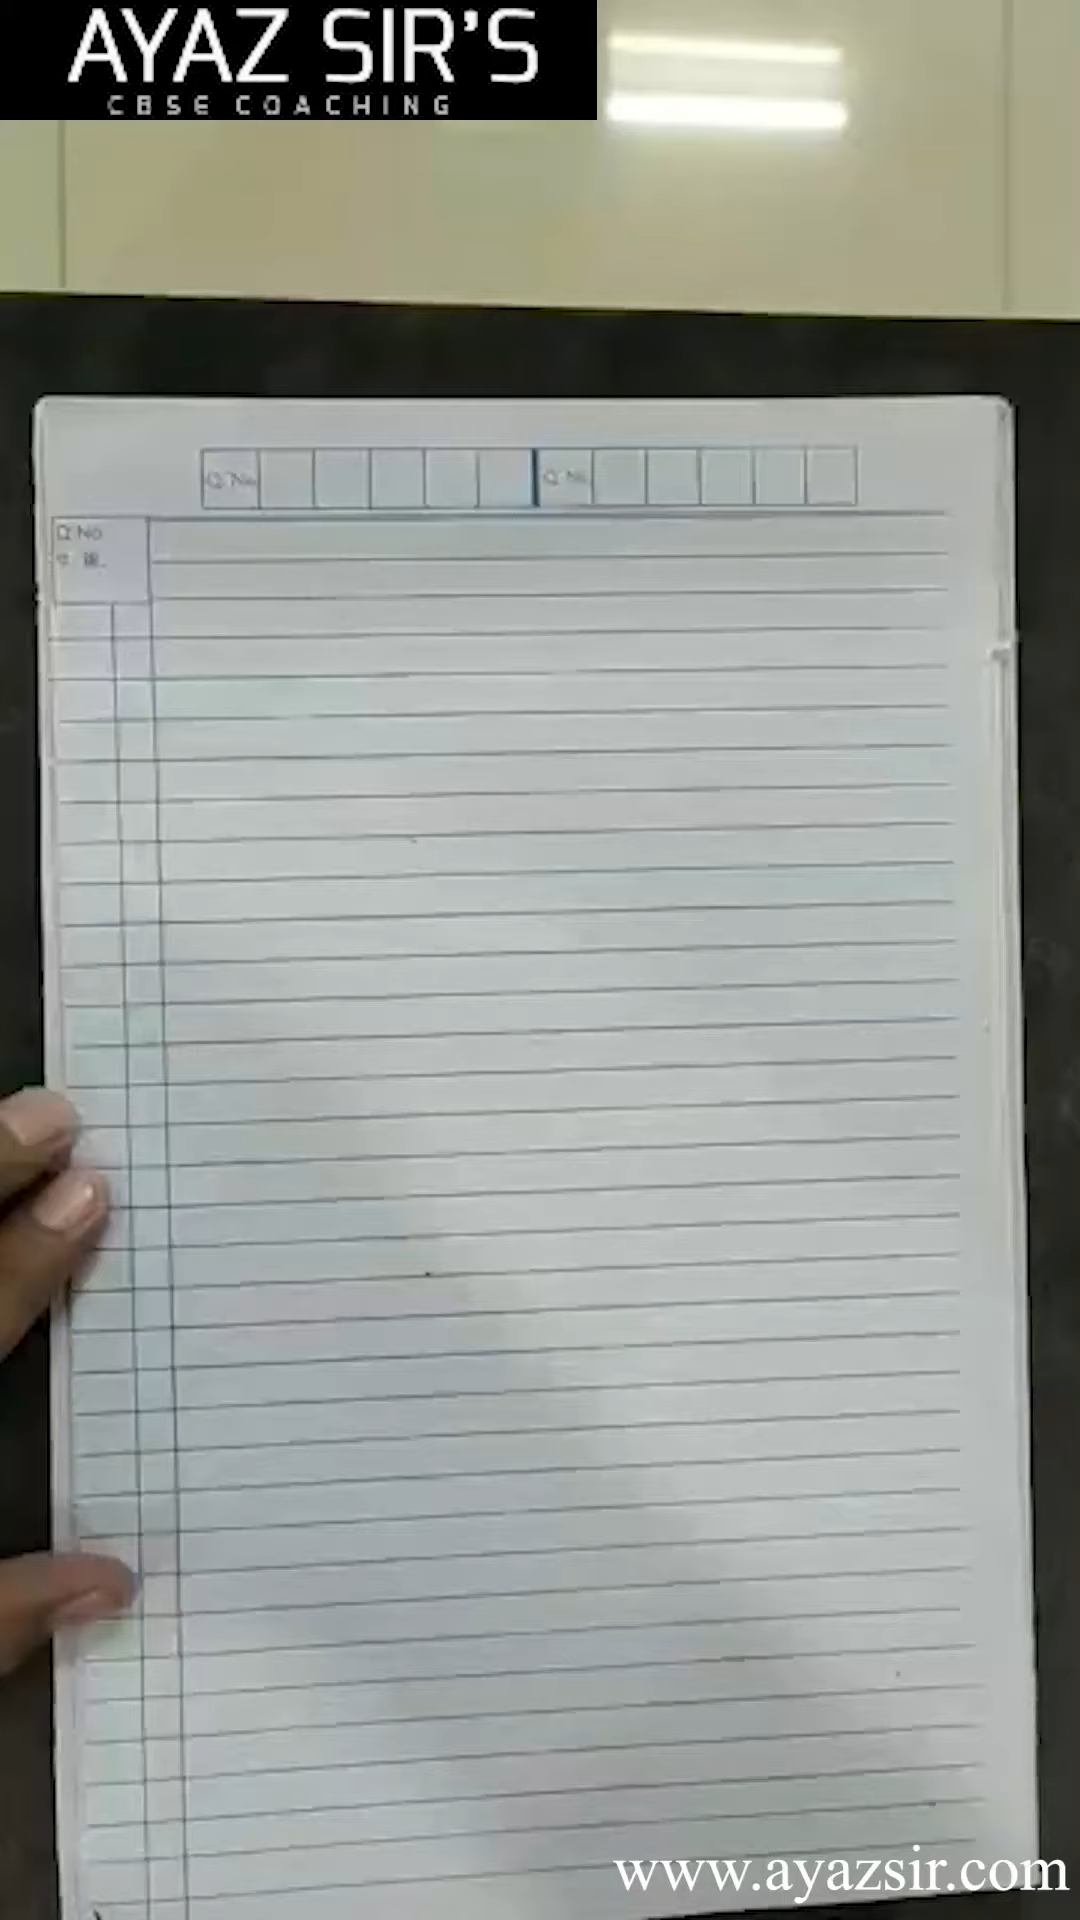 AYAZ SIR'S
CBSE COACHING
Q. No. Q. No.
Q No.
www.ayazsir.com